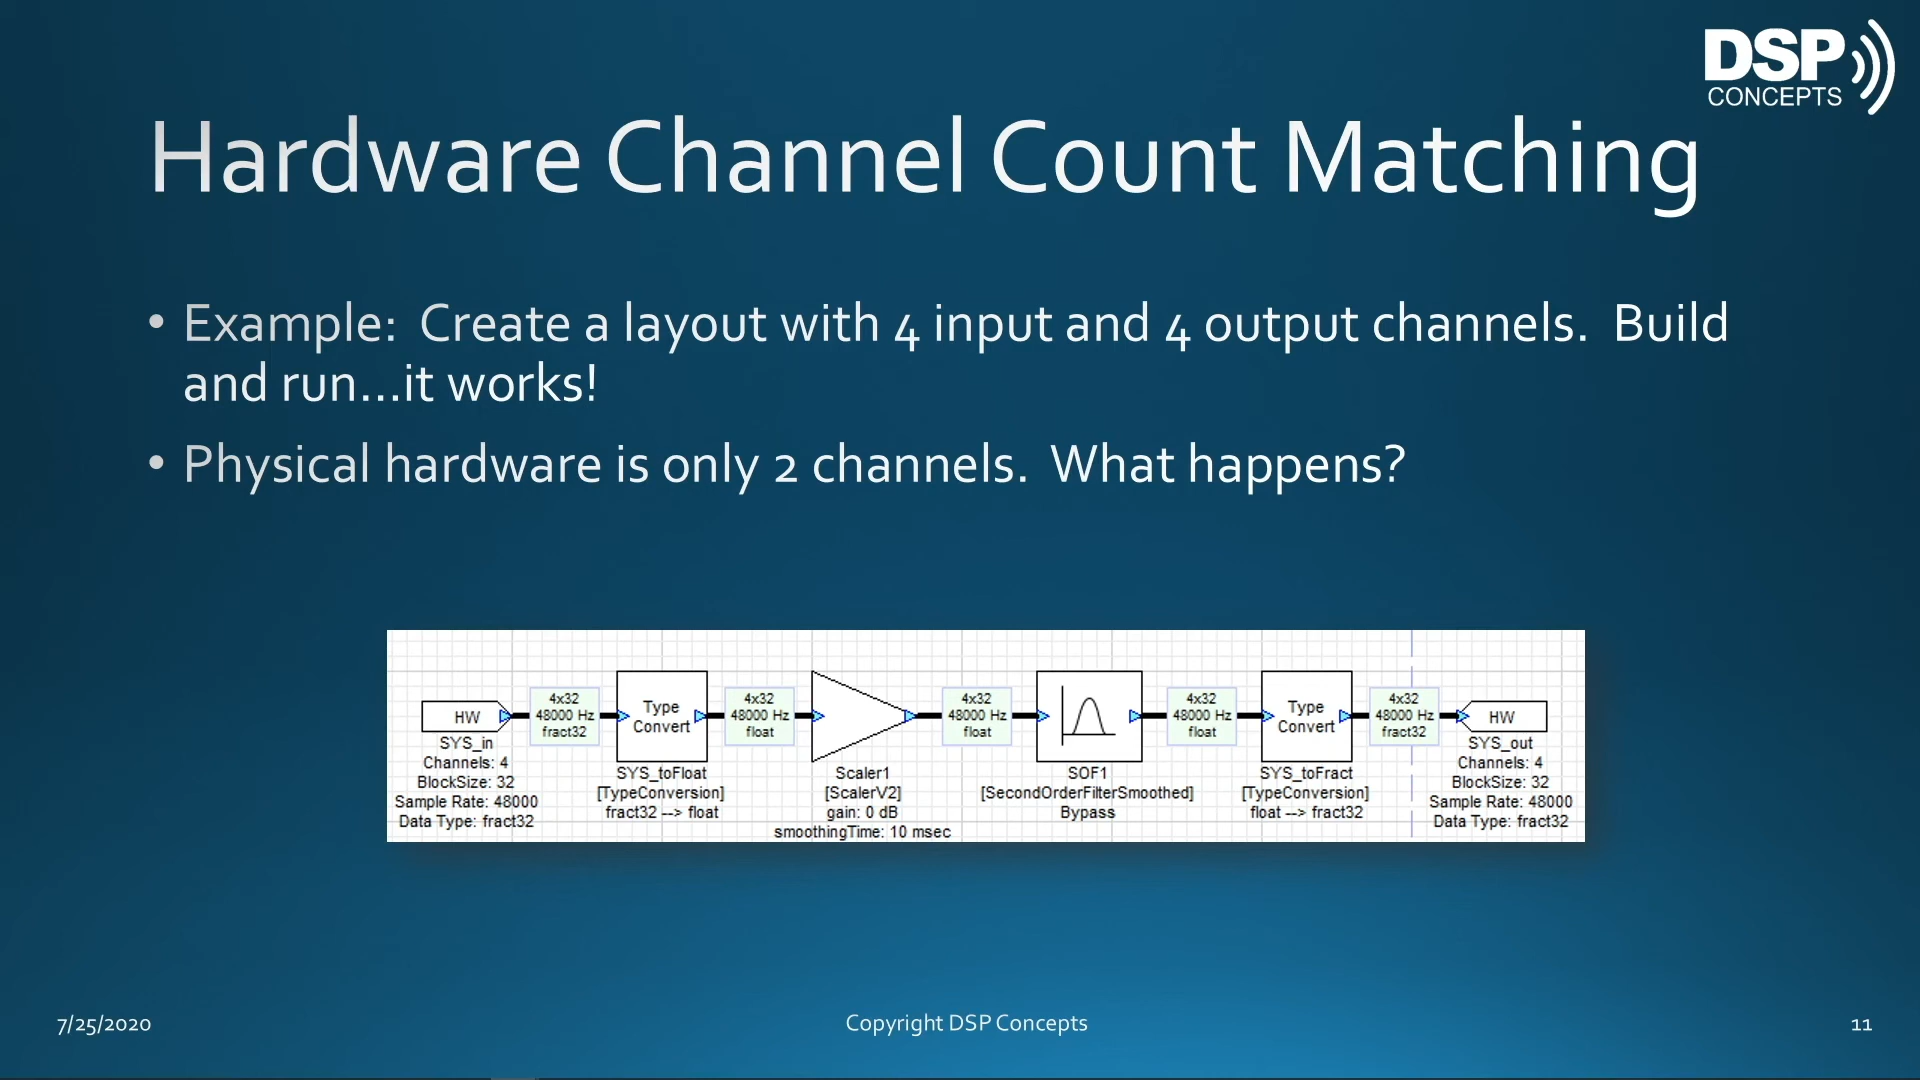 DSP
CONCEPTS
Hardware Channel Count Matching
• Example:  Create a layout with 4 input and 4 output channels.  Build
and run...it works!
• Physical hardware is only 2 channels.  What happens?
HW
SYS_in
Channels: 4
BlockSize: 32
Sample Rate: 48000
Data Type: fract32
4x32
48000 Hz
fract32
Type
Convert
SYS_toFloat
[TypeConversion]
fract32 --> float
4x32
48000 Hz
float
Scaler1
[ScalerV2]
gain: 0 dB
smoothingTime: 10 msec
4x32
48000 Hz
float
SOF1
[SecondOrderFilterSmoothed]
Bypass
4x32
48000 Hz
float
Type
Convert
SYS_toFract
[TypeConversion]
float --> fract32
4x32
48000 Hz
fract32
HW
SYS_out
Channels: 4
BlockSize: 32
Sample Rate: 48000
Data Type: fract32
7/25/2020
Copyright DSP Concepts
11